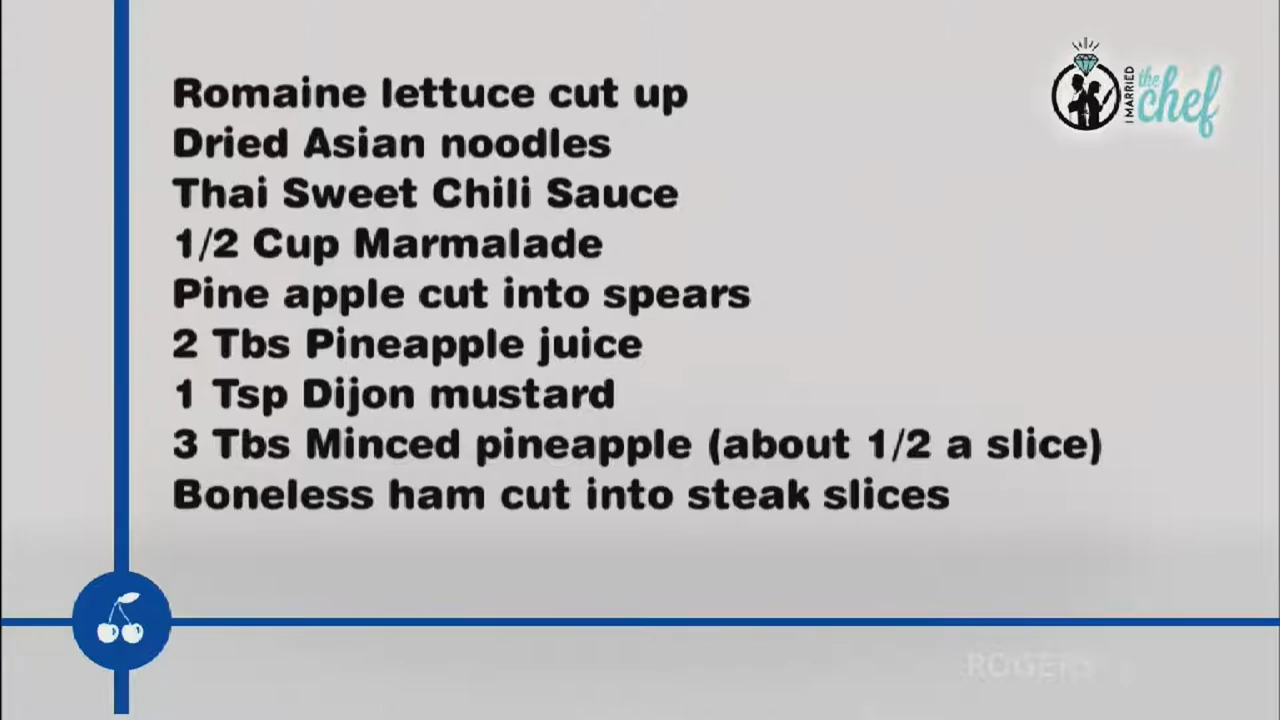 Romaine lettuce cut up
Dried Asian noodles
Thai Sweet Chili Sauce
1/2 Cup Marmalade
Pine apple cut into spears
2 Tbs Pineapple juice
1 Tsp Dijon mustard
3 Tbs Minced pineapple (about 1/2 a slice)
Boneless ham cut into steak slices
I MARRIED
the
chef